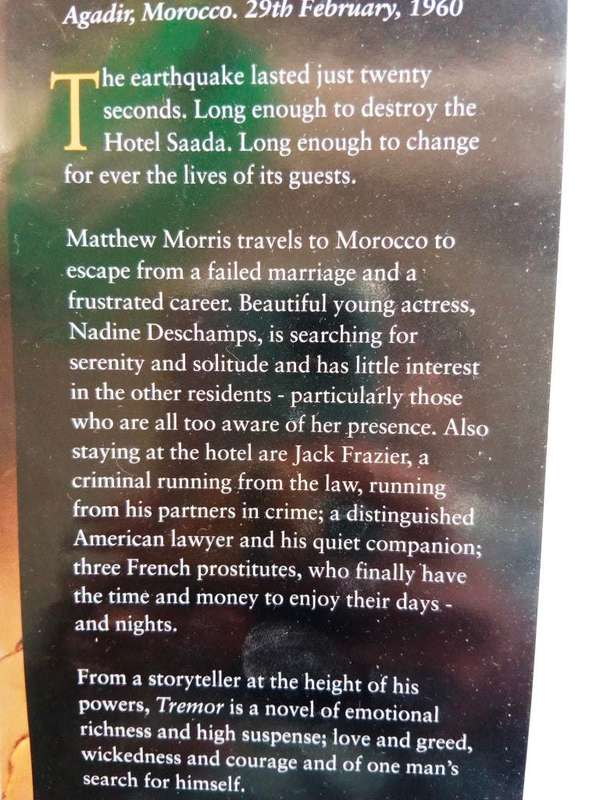 Agadir, Morocco. 29th February, 1960
The earthquake lasted just twenty
seconds. Long enough to destroy the
Hotel Saada. Long enough to change
for ever the lives of its guests.
Matthew Morris travels to Morocco to
escape from a failed marriage and a
frustrated career. Beautiful young actress,
Nadine Deschamps, is searching for
serenity and solitude and has little interest
in the other residents - particularly those
who are all too aware of her presence. Also
staying at the hotel are Jack Frazier, a
criminal running from the law, running
from his partners in crime; a distinguished
American lawyer and his quiet companion;
three French prostitutes, who finally have
the time and money to enjoy their days -
and nights.
From a storyteller at the height of his
powers, Tremor is a novel of emotional
richness and high suspense; love and greed,
wickedness and courage and of one man's
search for himself.